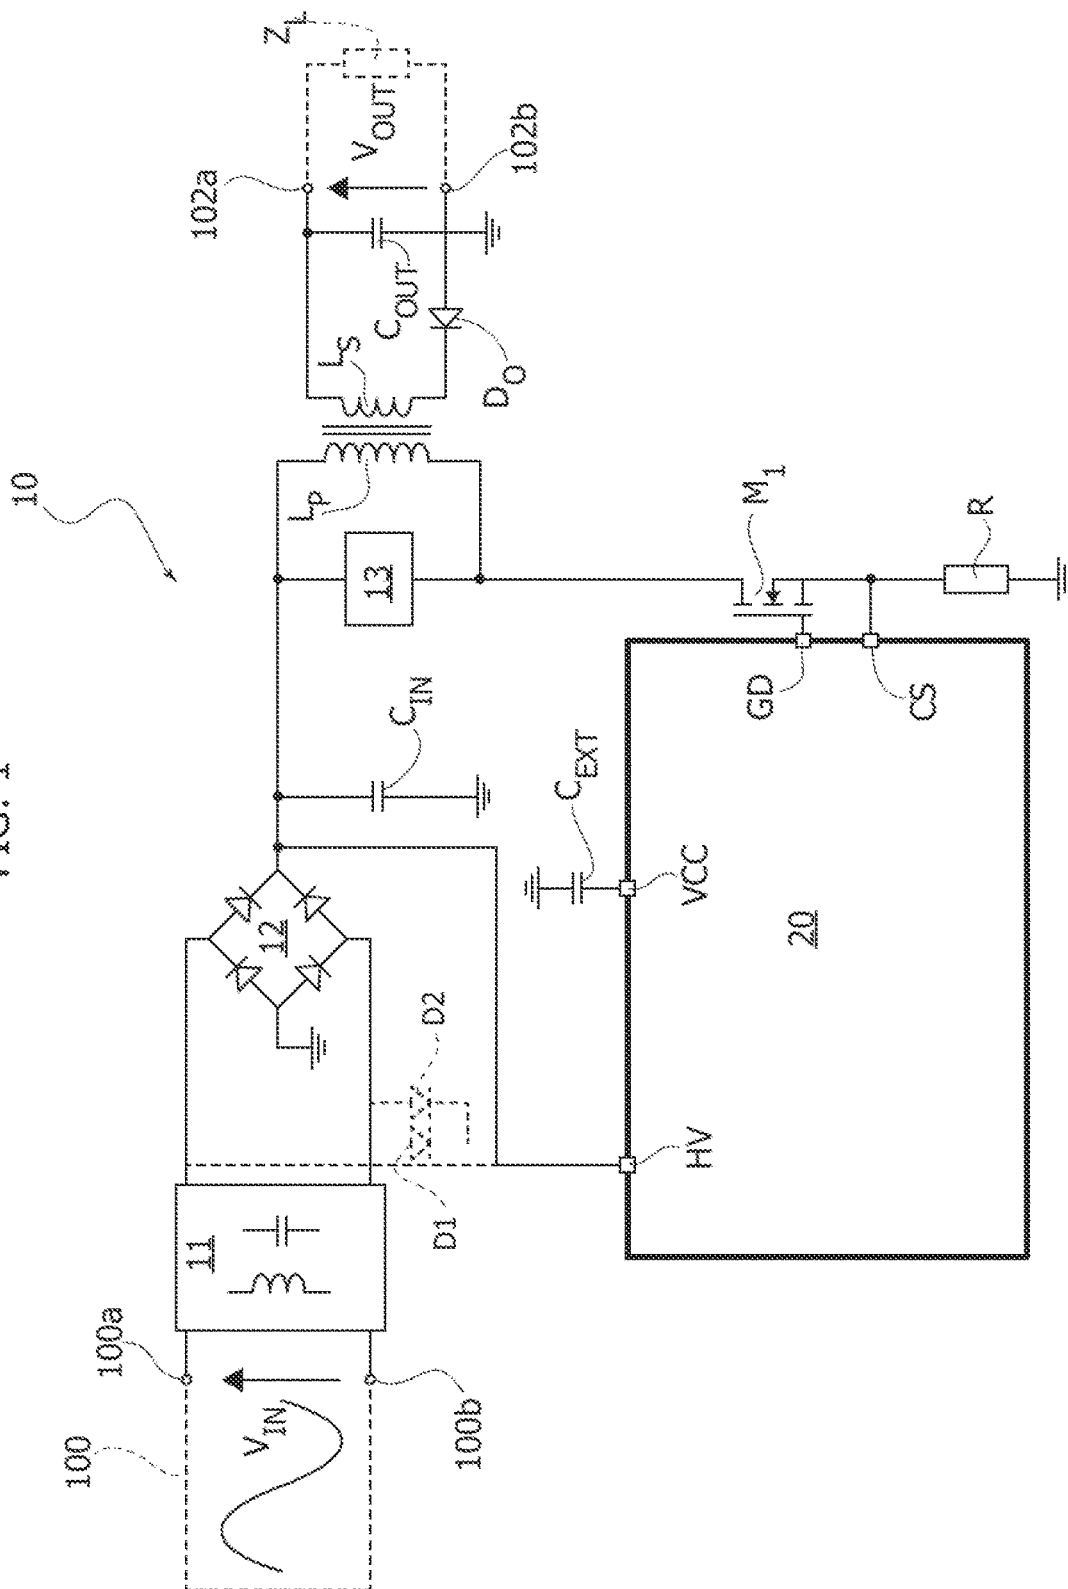 FIG. 1
10
100
100a
100b
V_IN
11
D1
D2
12
C_IN
13
L_P
L_S
D_O
C_OUT
102a
102b
V_OUT
Z_L
HV
VCC
C_EXT
20
GD
CS
M_1
R